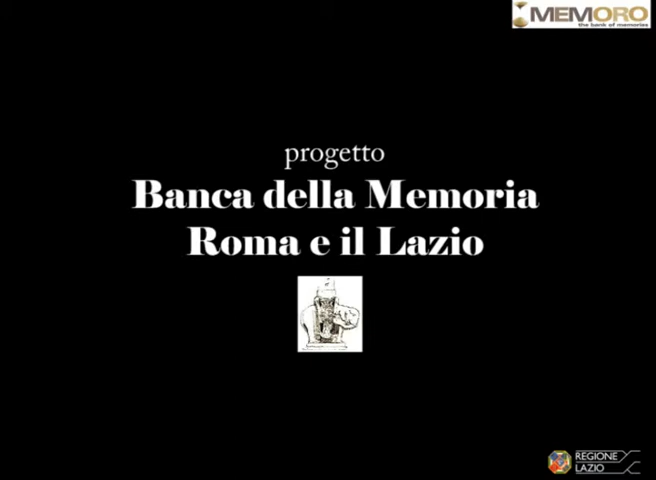 MEMORO
the bank of memories
progetto
Banca della Memoria
Roma e il Lazio
REGIONE
LAZIO